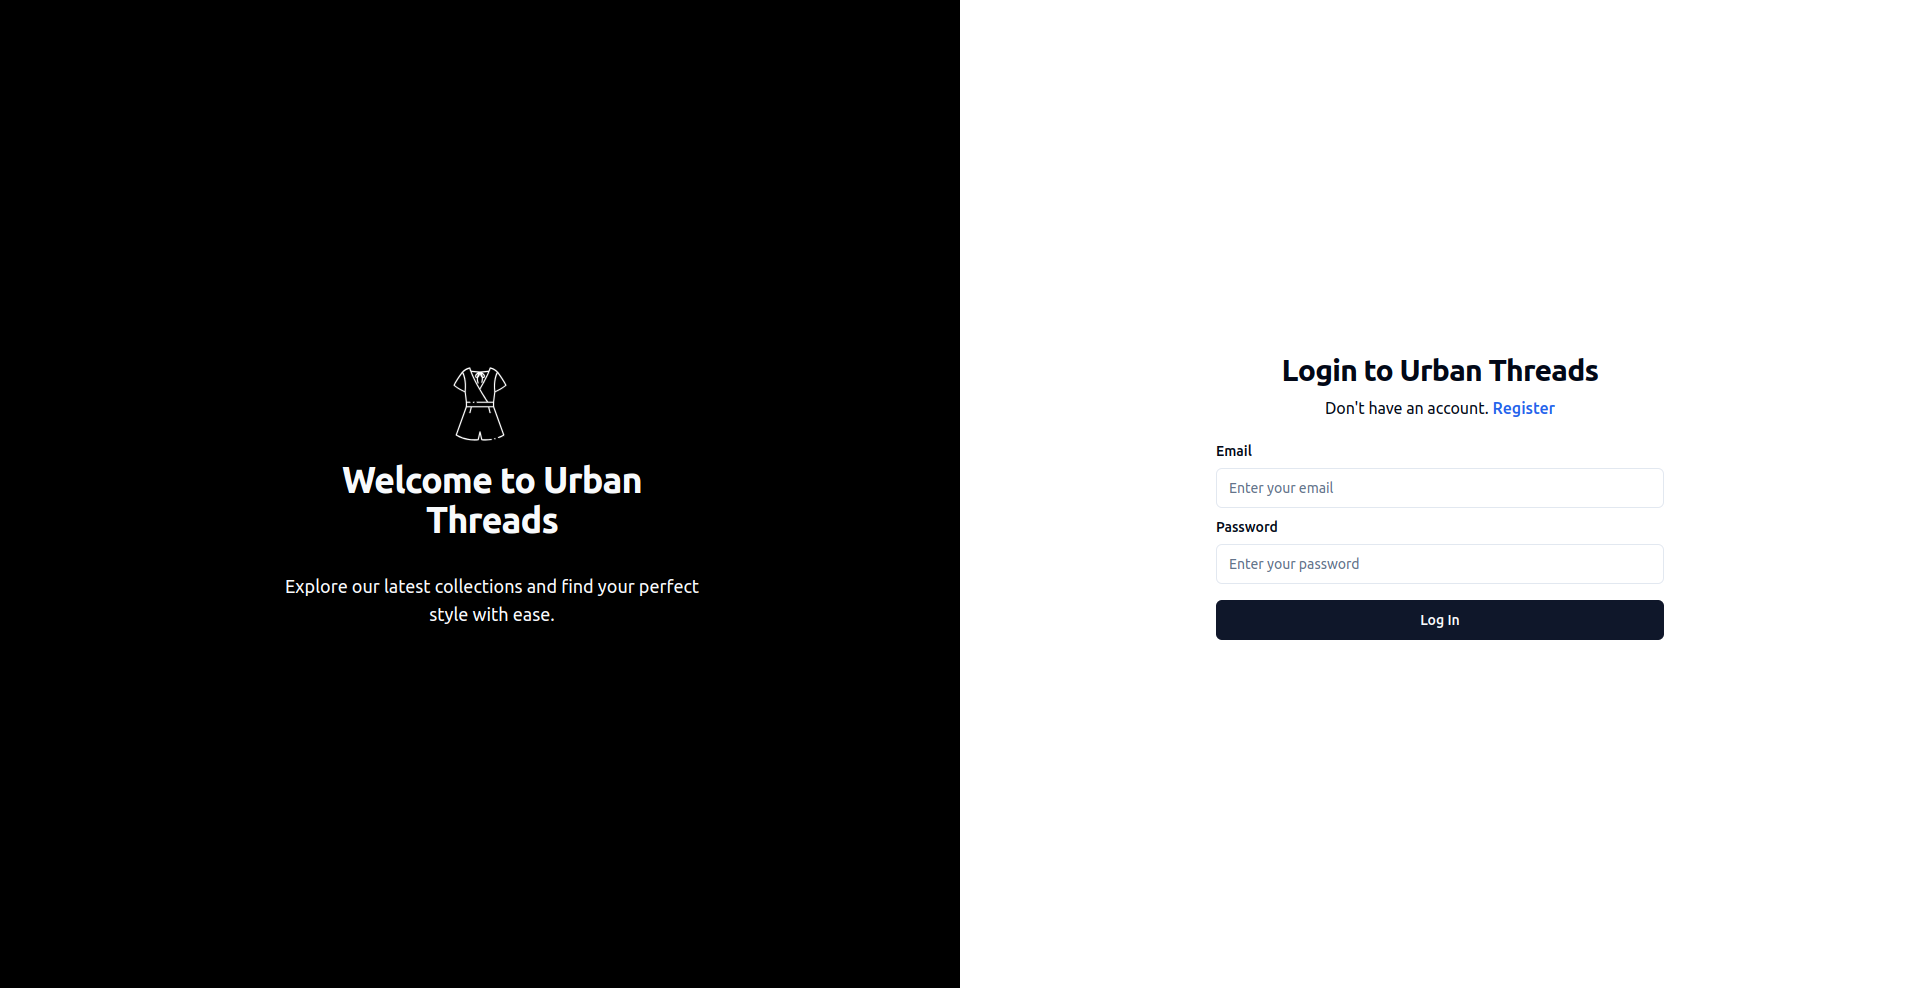 Welcome to Urban
Threads
Explore our latest collections and find your perfect
style with ease.
Login to Urban Threads
Don't have an account. Register
Email
Enter your email
Password
Enter your password
Log In